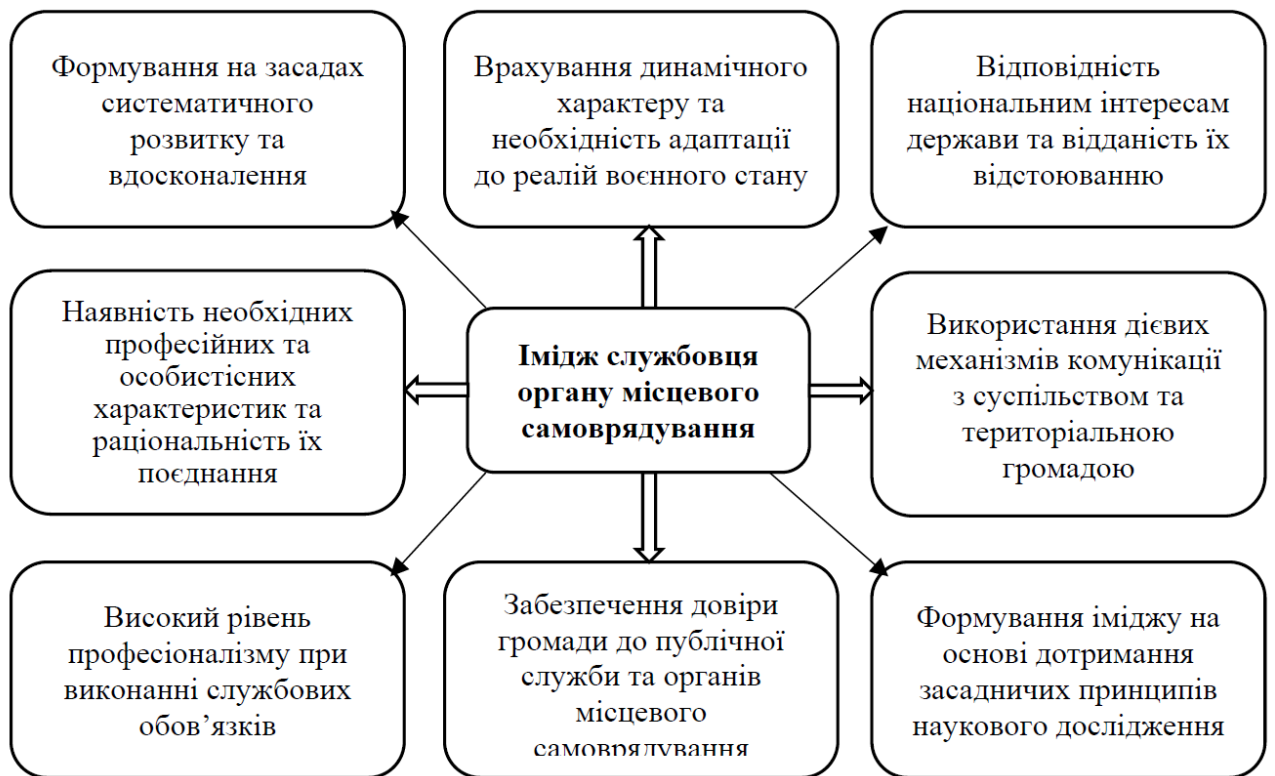 Формування на засадах
систематичного
розвитку та
вдосконалення
Врахування динамічного
характеру та
необхідність адаптації
до реалій воєнного стану
Відповідність
національним інтересам
держави та відданість їх
відстоюванню
Наявність необхідних
професійних та
особистісних
характеристик та
раціональність їх
поєднання
Імідж службовця
органу місцевого
самоврядування
Використання дієвих
механізмів комунікації
з суспільством та
територіальною
громадою
Високий рівень
професіоналізму при
виконанні службових
обов’язків
Забезпечення довіри
громади до публічної
служби та органів
місцевого
самоврядування
Формування іміджу на
основі дотримання
засадничих принципів
наукового дослідження